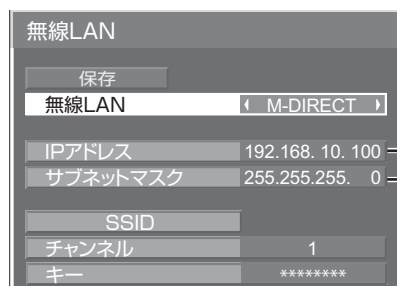 無線LAN
保存
無線LAN M-DIRECT
IPアドレス 192.168. 10. 100
サブネットマスク 255.255.255. 0
SSID
チャンネル 1
キー ********